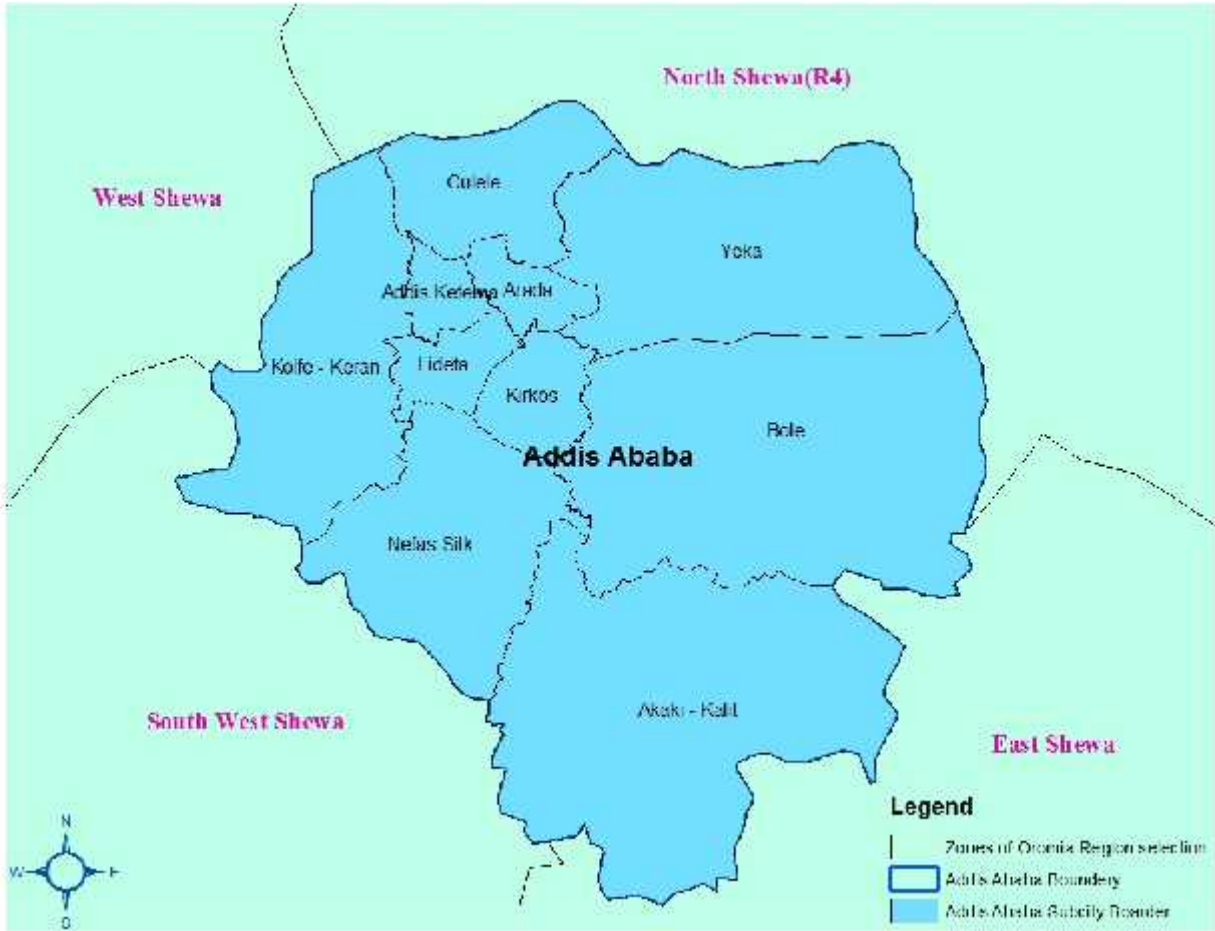 North Shewa(R4)
West Shewa
Gulele
Yeka
Addis Ketema
Arada
Kolfe - Keran
Lideta
Kirkos
Bole
Addis Ababa
Nefas Silk
Akaki - Kalit
South West Shewa
East Shewa
Legend
Zones of Oromia Region selection
Addis Ababa Boundery
Addis Ababa Subcity Boarder
N
W
E
S